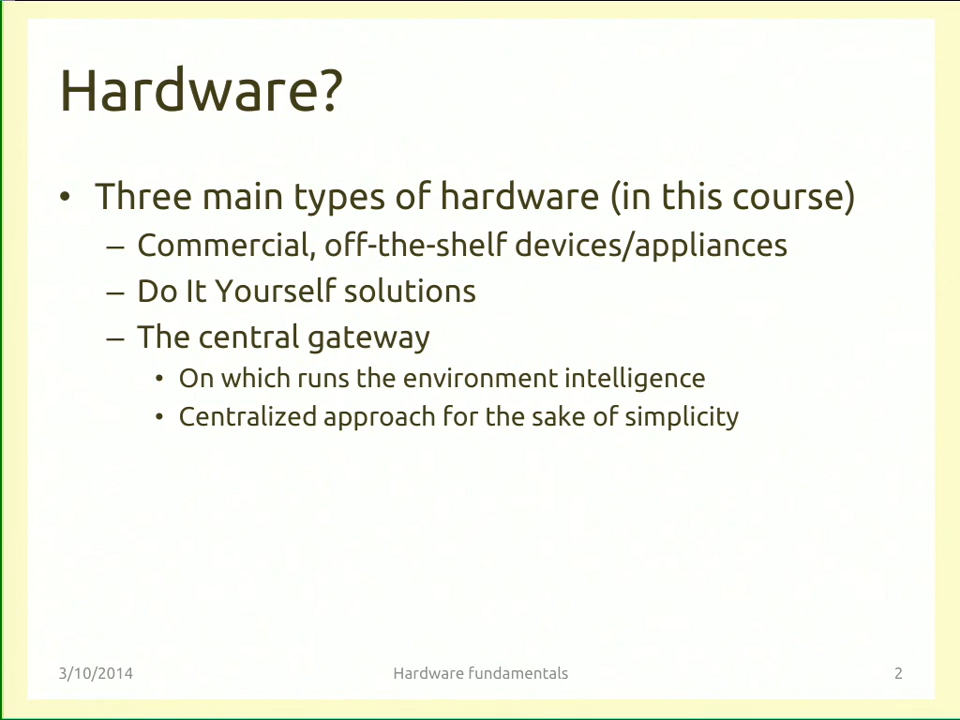 Hardware?
• Three main types of hardware (in this course)
– Commercial, off-the-shelf devices/appliances
– Do It Yourself solutions
– The central gateway
• On which runs the environment intelligence
• Centralized approach for the sake of simplicity
3/10/2014 Hardware fundamentals 2